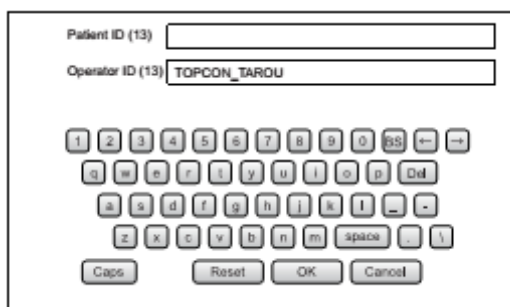 Patient ID (13)
Operator ID (13) TOPCON_TAROU
1 2 3 4 5 6 7 8 9 0 BS ← →
q w e r t y u i o p Del
a s d f g h j k l _ -
z x c v b n m space . \
Caps Reset OK Cancel